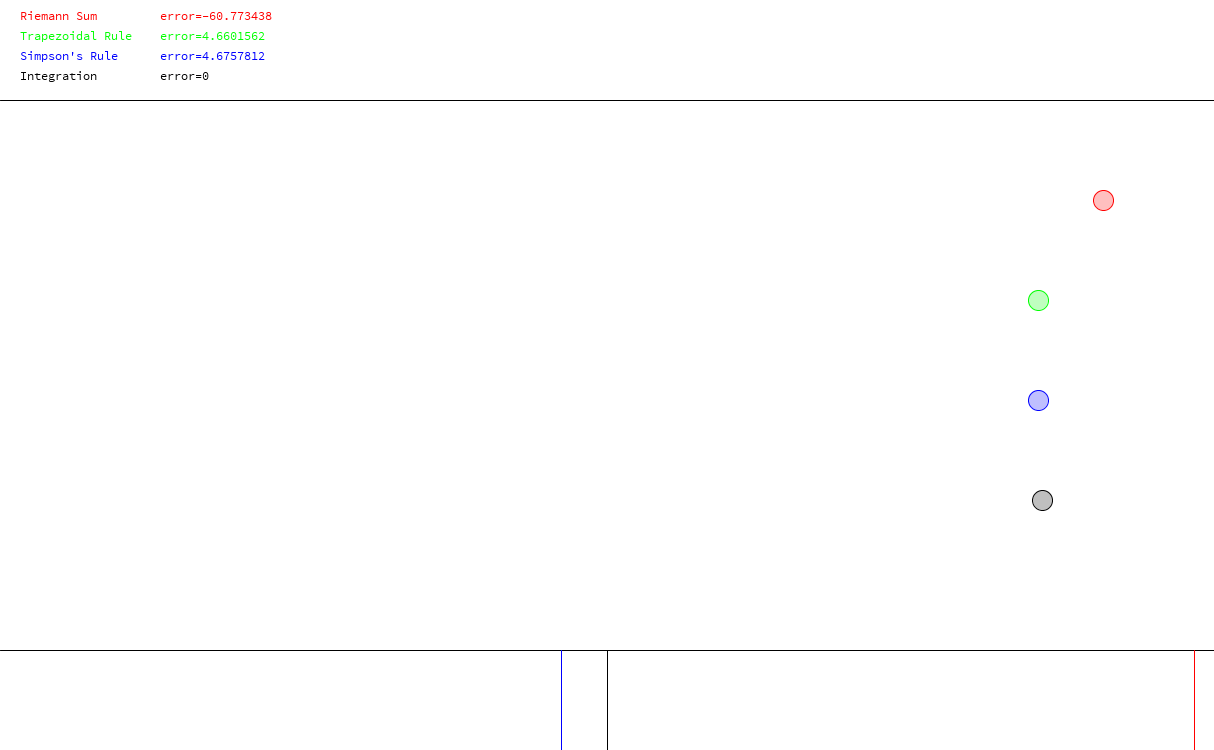 Riemann Sum error=-60.773438
Trapezoidal Rule error=4.6601562
Simpson's Rule error=4.6757812
Integration error=0